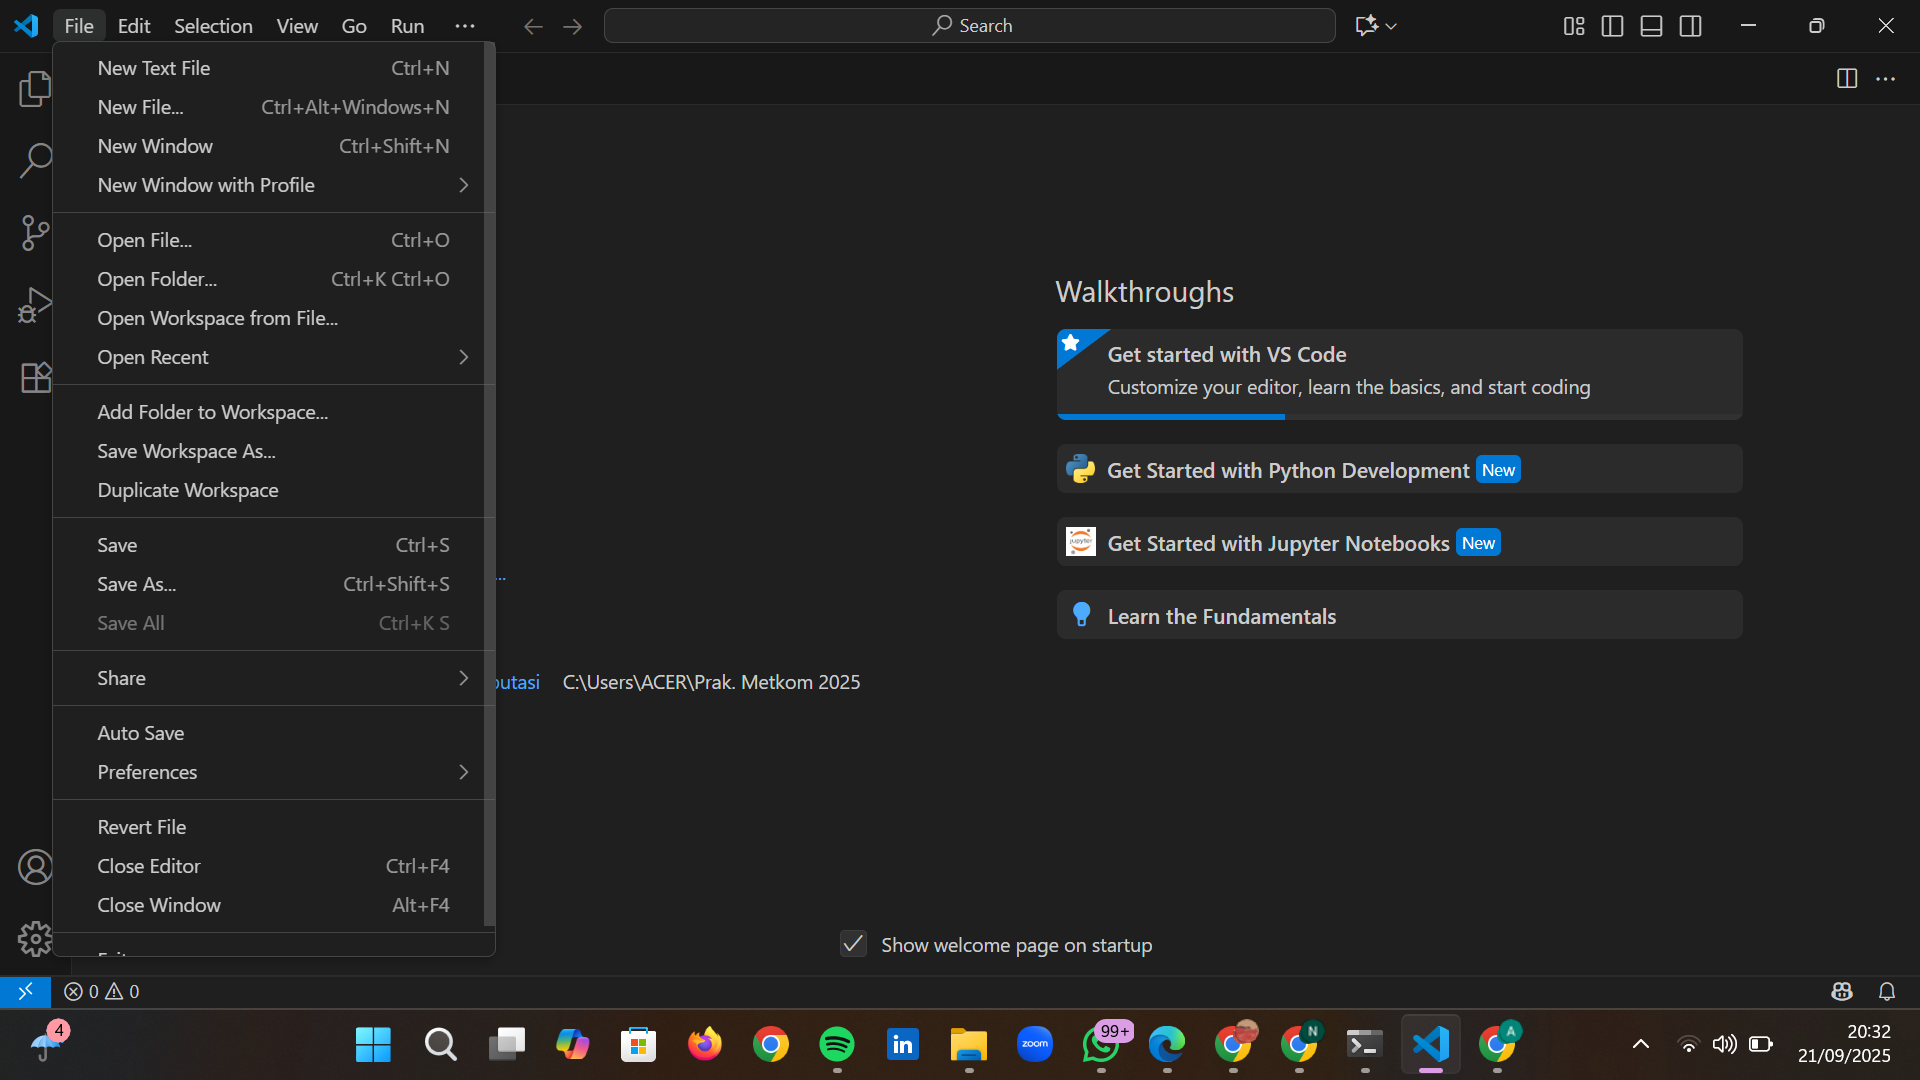 File Edit Selection View Go Run ...
Search
New Text File Ctrl+N
New File... Ctrl+Alt+Windows+N
New Window Ctrl+Shift+N
New Window with Profile
Open File... Ctrl+O
Open Folder... Ctrl+K Ctrl+O
Open Workspace from File...
Open Recent
Add Folder to Workspace...
Save Workspace As...
Duplicate Workspace
Save Ctrl+S
Save As... Ctrl+Shift+S
Save All Ctrl+K S
Share
Auto Save
Preferences
Revert File
Close Editor Ctrl+F4
Close Window Alt+F4
Exit
...
utasi C:\Users\ACER\Prak. Metkom 2025
Walkthroughs
Get started with VS Code
Customize your editor, learn the basics, and start coding
Get Started with Python Development New
jupyter
Get Started with Jupyter Notebooks New
Learn the Fundamentals
Show welcome page on startup
0 0
4
zoom
in
99+
N
A
20:32
21/09/2025